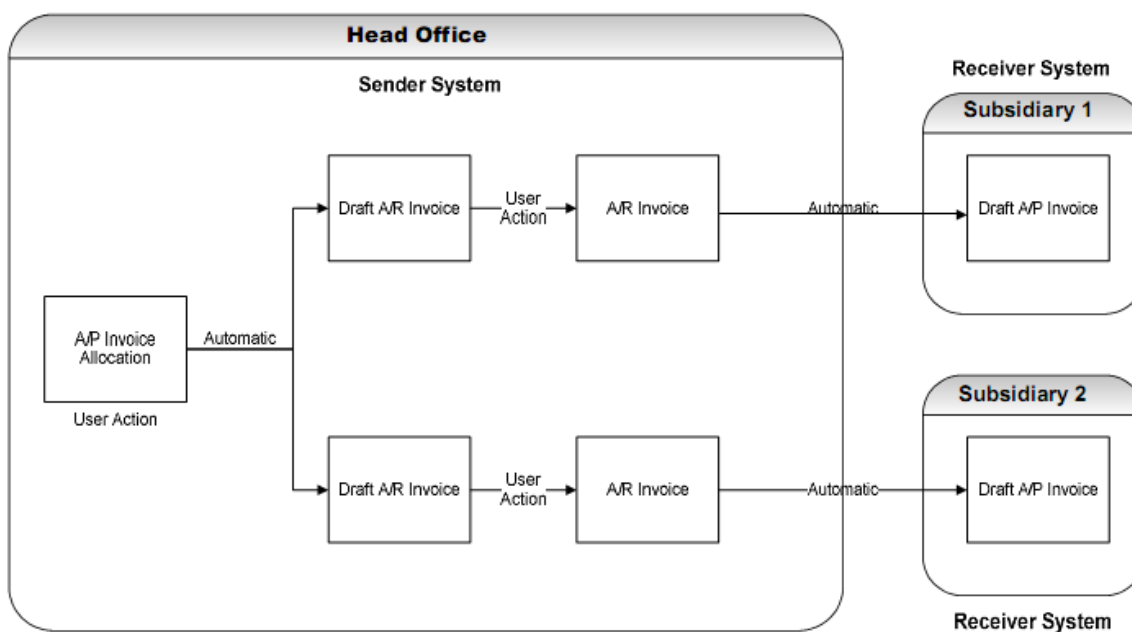 Head Office
Sender System
Receiver System
Subsidiary 1
Draft A/R Invoice
User
Action
A/R Invoice
Automatic
Draft A/P Invoice
A/P Invoice
Allocation
Automatic
User Action
Subsidiary 2
Draft A/R Invoice
User
Action
A/R Invoice
Automatic
Draft A/P Invoice
Receiver System